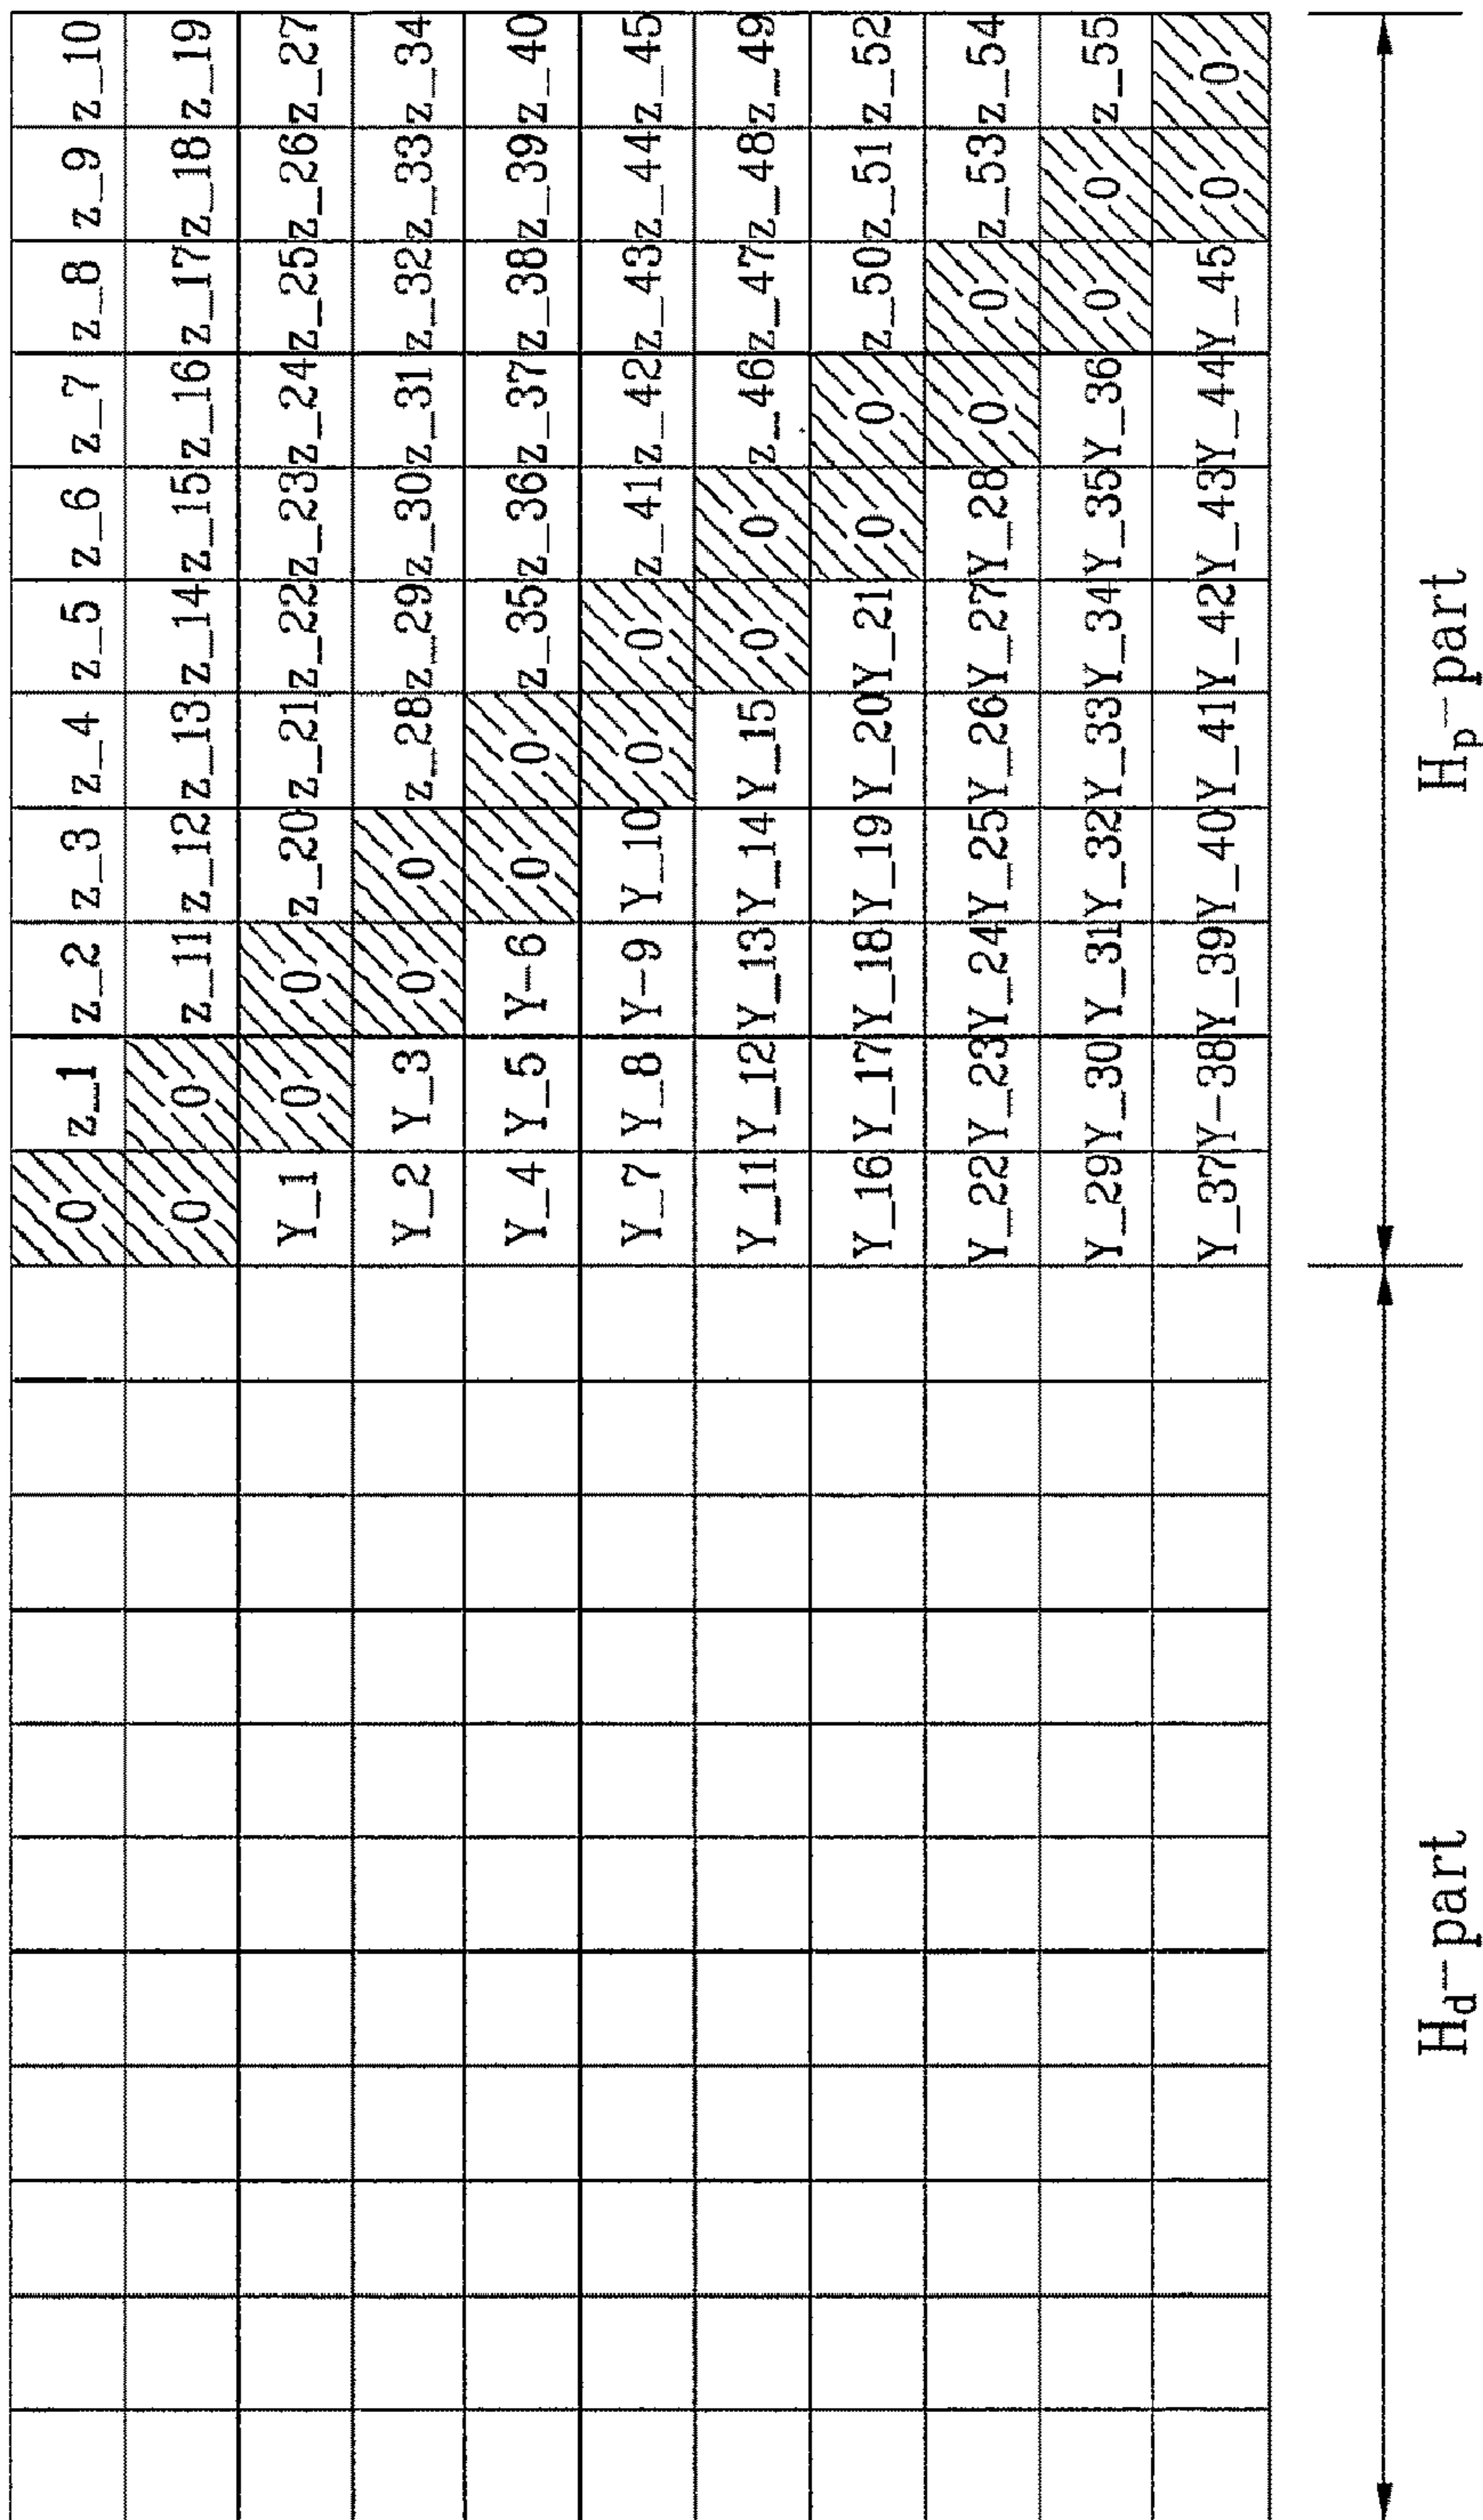 0 z_1 z_2 z_3 z_4 z_5 z_6 z_7 z_8 z_9 z_10
0 0 z_11 z_12 z_13 z_14 z_15 z_16 z_17 z_18 z_19
Y_1 0 0 z_20 z_21 z_22 z_23 z_24 z_25 z_26 z_27
Y_2 Y_3 0 0 z_28 z_29 z_30 z_31 z_32 z_33 z_34
Y_4 Y_5 Y-6 0 0 z_35 z_36 z_37 z_38 z_39 z_40
Y_7 Y_8 Y-9 Y_10 0 0 z_41 z_42 z_43 z_44 z_45
Y_11 Y_12 Y_13 Y_14 Y_15 0 0 z_46 z_47 z_48 z_49
Y_16 Y_17 Y_18 Y_19 Y_20 Y_21 0 0 z_50 z_51 z_52
Y_22 Y_23 Y_24 Y_25 Y_26 Y_27 Y_28 0 0 z_53 z_54
Y_29 Y_30 Y_31 Y_32 Y_33 Y_34 Y_35 Y_36 0 0 z_55
Y_37 Y-38 Y_39 Y_40 Y_41 Y_42 Y_43 Y_44 Y_45 0 0
Hd-part Hp-part